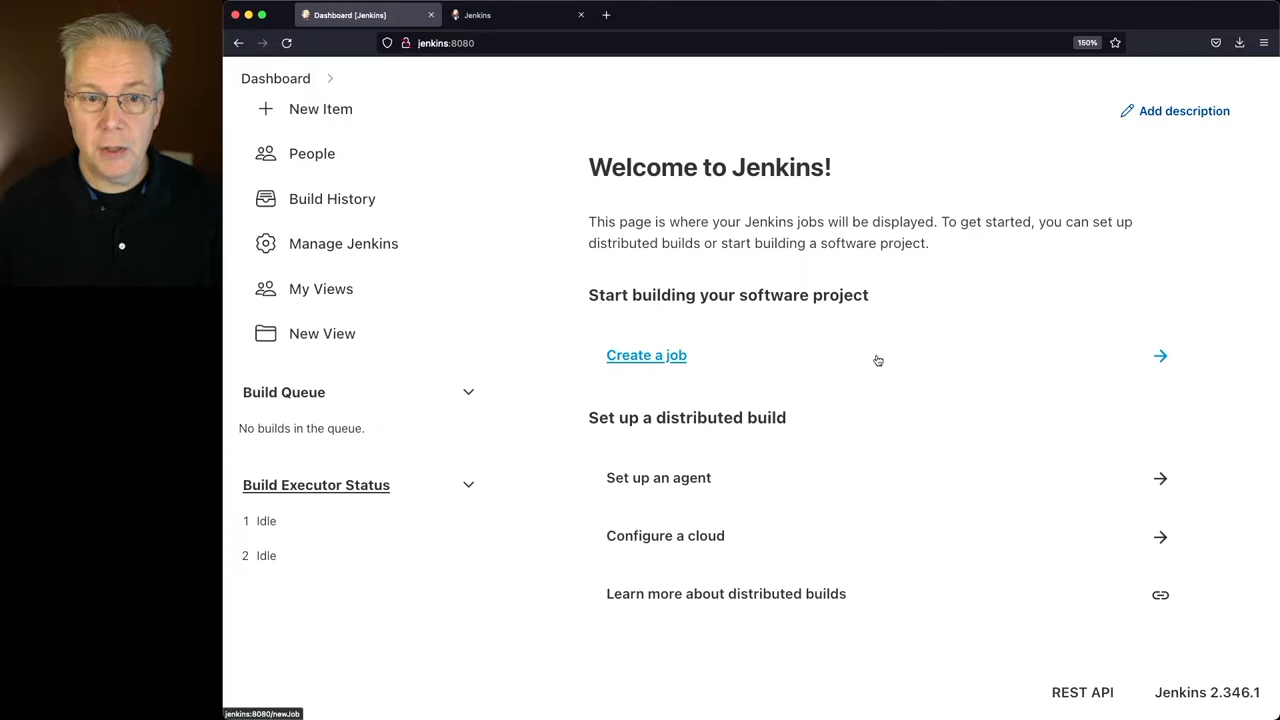 Dashboard [Jenkins]
Jenkins
jenkins:8080
150%
Dashboard
New Item
Add description
People
Welcome to Jenkins!
Build History
This page is where your Jenkins jobs will be displayed. To get started, you can set up
distributed builds or start building a software project.
Manage Jenkins
My Views
Start building your software project
New View
Create a job
Build Queue
No builds in the queue.
Set up a distributed build
Build Executor Status
Set up an agent
1 Idle
Configure a cloud
2 Idle
Learn more about distributed builds
REST API
Jenkins 2.346.1
jenkins:8080/newJob